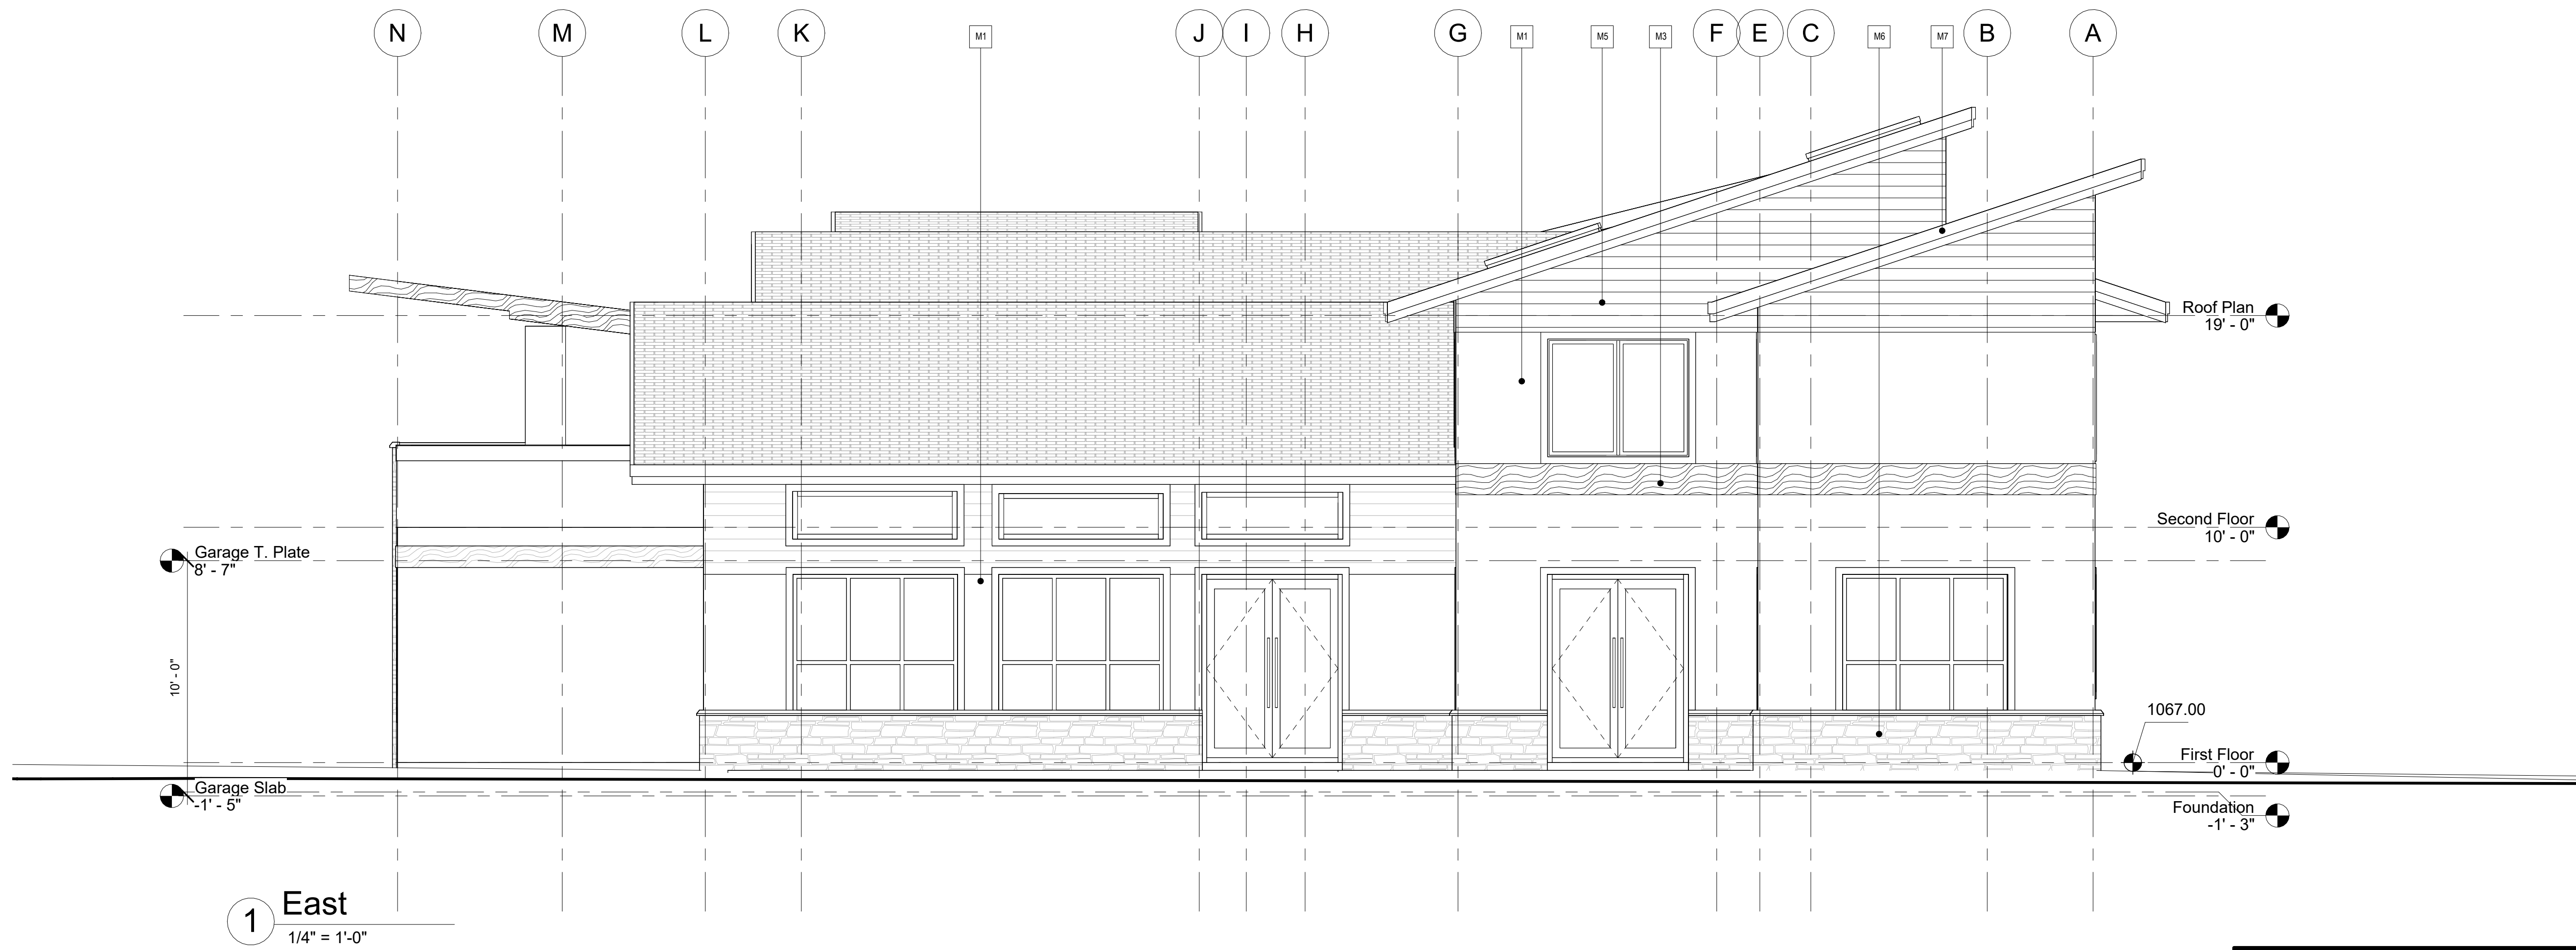 N
M
L
K
M1
J
I
H
G
M1
M5
M3
F
E
C
M6
M7
B
A
Roof Plan
19' - 0"
Second Floor
10' - 0"
Garage T. Plate
8' - 7"
10' - 0"
1067.00
First Floor
0' - 0"
Garage Slab
-1' - 5"
Foundation
-1' - 3"
1
East
1/4" = 1'-0"